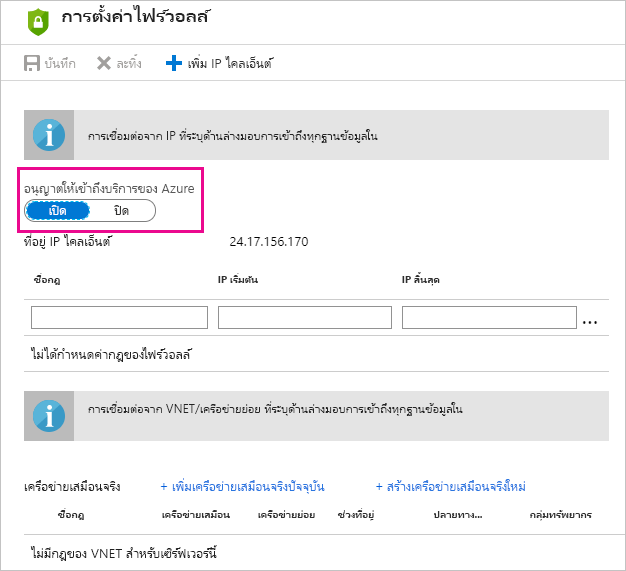 การตั้งค่าไฟร์วอลล์
บันทึก ละทิ้ง + เพิ่ม IP ไคลเอ็นต์
การเชื่อมต่อจาก IP ที่ระบุด้านล่างมอบการเข้าถึงทุกฐานข้อมูลใน
อนุญาตให้เข้าถึงบริการของ Azure
เปิด ปิด
ที่อยู่ IP ไคลเอ็นต์ 24.17.156.170
ชื่อกฎ IP เริ่มต้น IP สิ้นสุด
...
ไม่ได้กำหนดค่ากฎของไฟร์วอลล์
การเชื่อมต่อจาก VNET/เครือข่ายย่อย ที่ระบุด้านล่างมอบการเข้าถึงทุกฐานข้อมูลใน
เครือข่ายเสมือนจริง + เพิ่มเครือข่ายเสมือนจริงปัจจุบัน + สร้างเครือข่ายเสมือนจริงใหม่
ชื่อกฎ เครือข่ายเสมือน เครือข่ายย่อย ช่วงที่อยู่ ปลายทาง... กลุ่มทรัพยากร
ไม่มีกฎของ VNET สำหรับเซิร์ฟเวอร์นี้